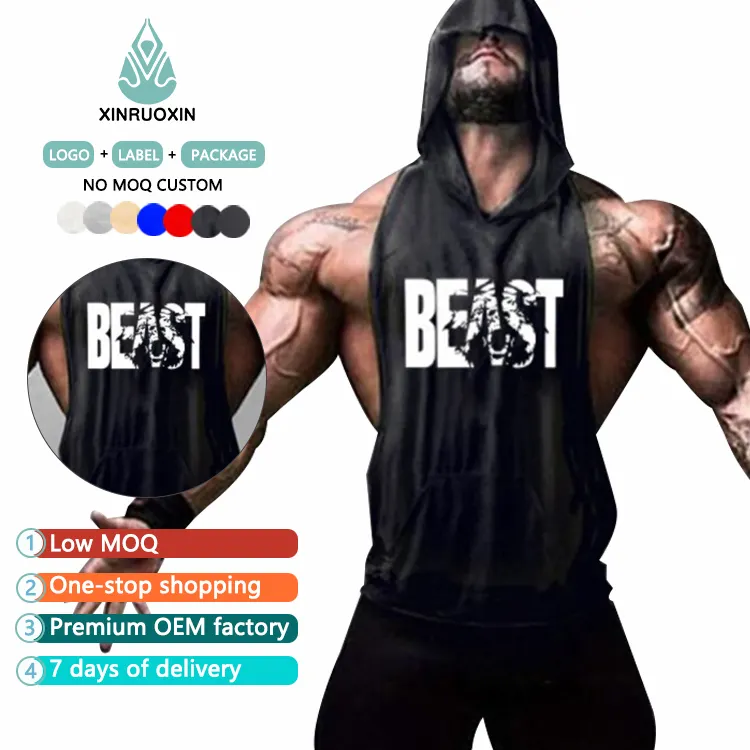 XINRUOXIN
LOGO + LABEL + PACKAGE
NO MOQ CUSTOM
BEAST
BEAST
1 Low MOQ
2 One-stop shopping
3 Premium OEM factory
4 7 days of delivery